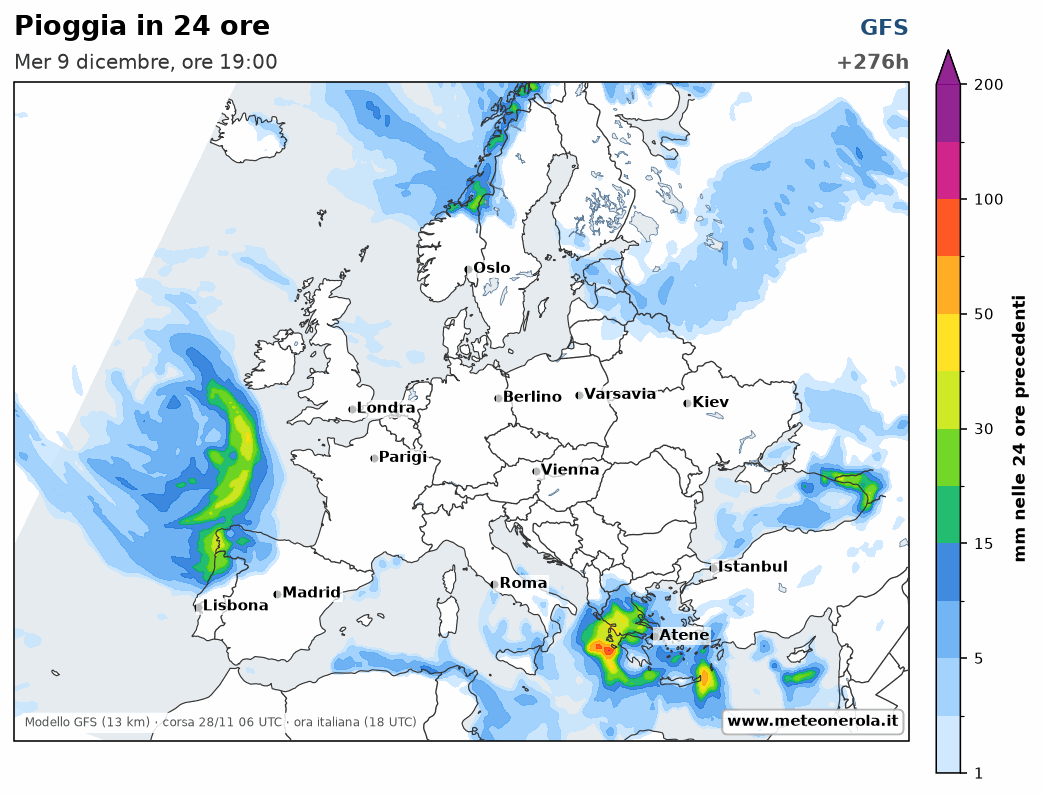 Pioggia in 24 ore
GFS
Mer 9 dicembre, ore 19:00
+276h
200
100
50
30
15
5
1
mm nelle 24 ore precedenti
Oslo
Berlino
Varsavia
Kiev
Londra
Parigi
Vienna
Istanbul
Roma
Madrid
Lisbona
Atene
Modello GFS (13 km) · corsa 28/11 06 UTC · ora italiana (18 UTC)
www.meteonerola.it